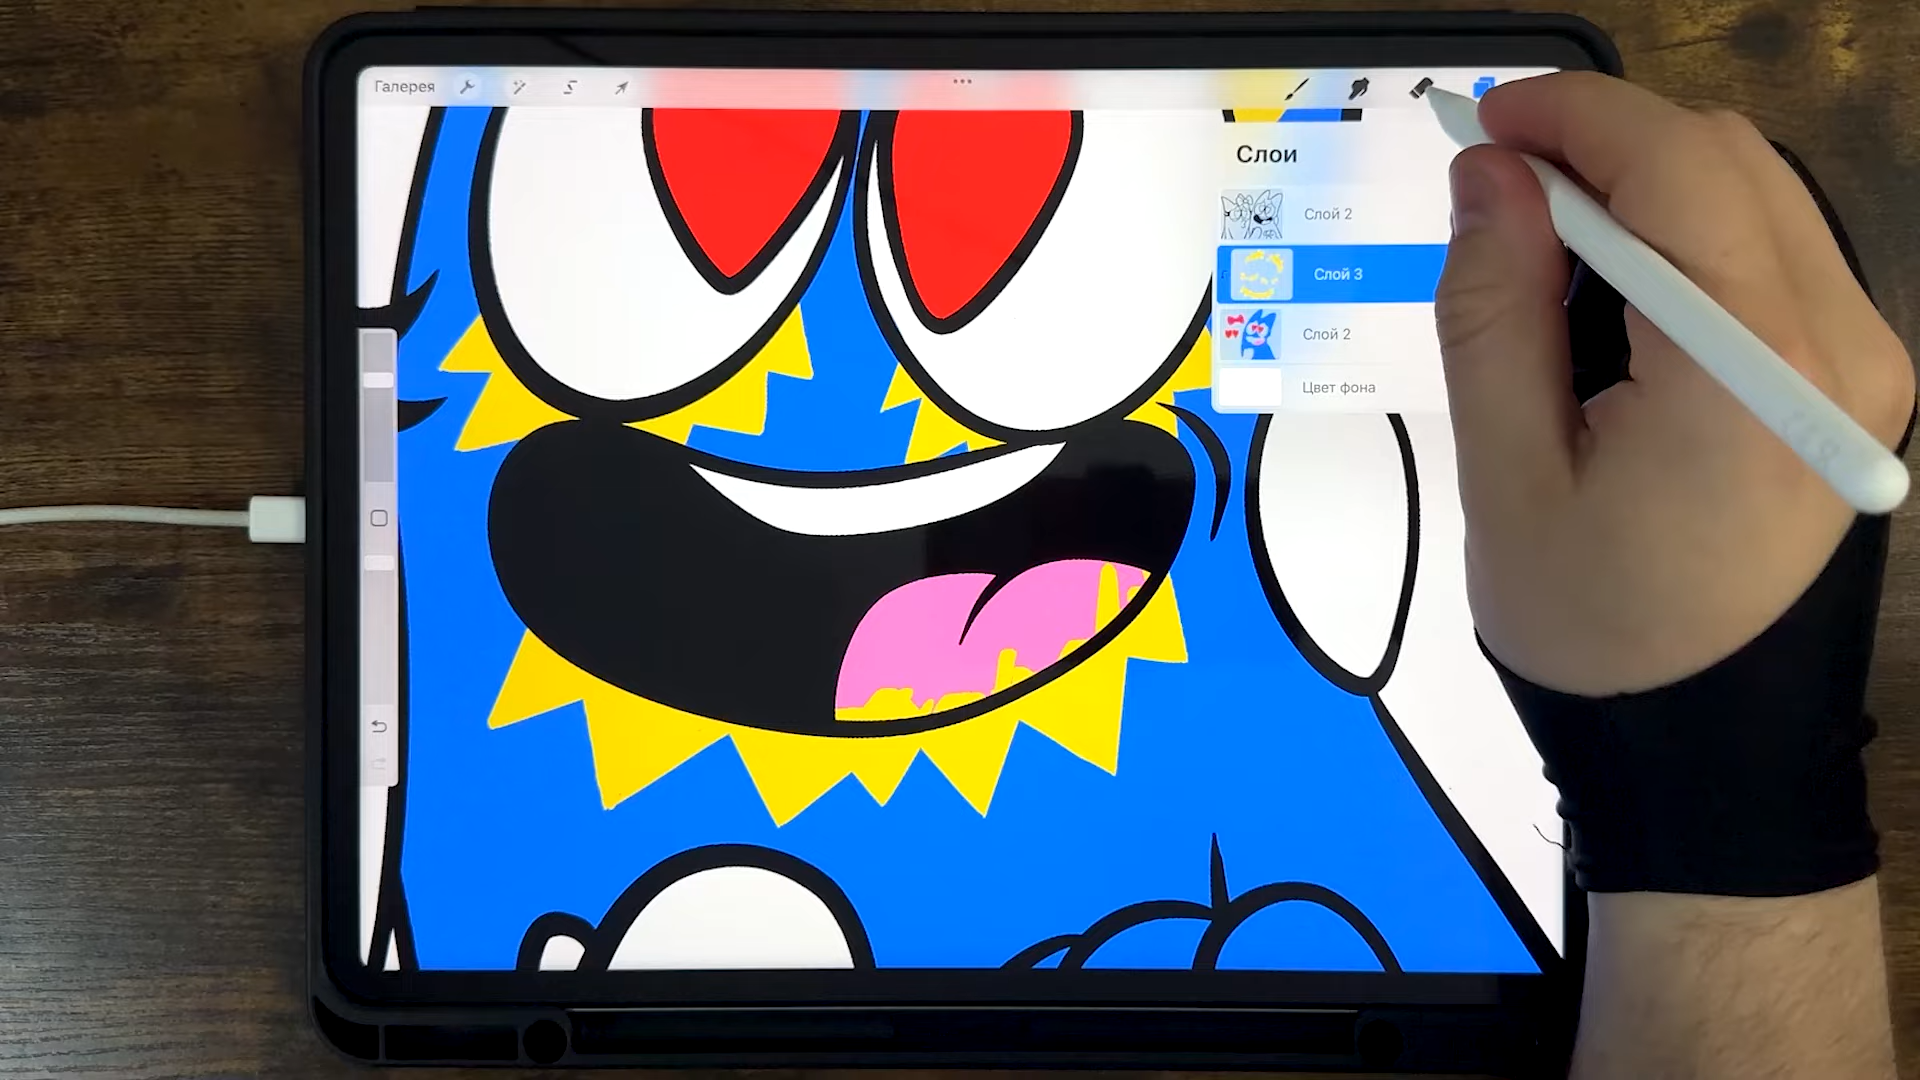 Галерея
Слои
Слой 2
Слой 3
Слой 2
Цвет фона